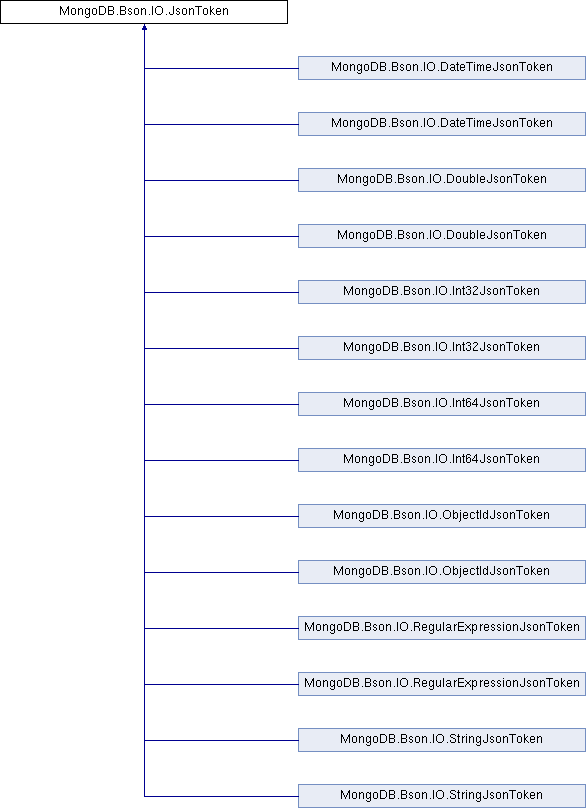 MongoDB.Bson.IO.JsonToken
MongoDB.Bson.IO.DateTimeJsonToken
MongoDB.Bson.IO.DateTimeJsonToken
MongoDB.Bson.IO.DoubleJsonToken
MongoDB.Bson.IO.DoubleJsonToken
MongoDB.Bson.IO.Int32JsonToken
MongoDB.Bson.IO.Int32JsonToken
MongoDB.Bson.IO.Int64JsonToken
MongoDB.Bson.IO.Int64JsonToken
MongoDB.Bson.IO.ObjectIdJsonToken
MongoDB.Bson.IO.ObjectIdJsonToken
MongoDB.Bson.IO.RegularExpressionJsonToken
MongoDB.Bson.IO.RegularExpressionJsonToken
MongoDB.Bson.IO.StringJsonToken
MongoDB.Bson.IO.StringJsonToken